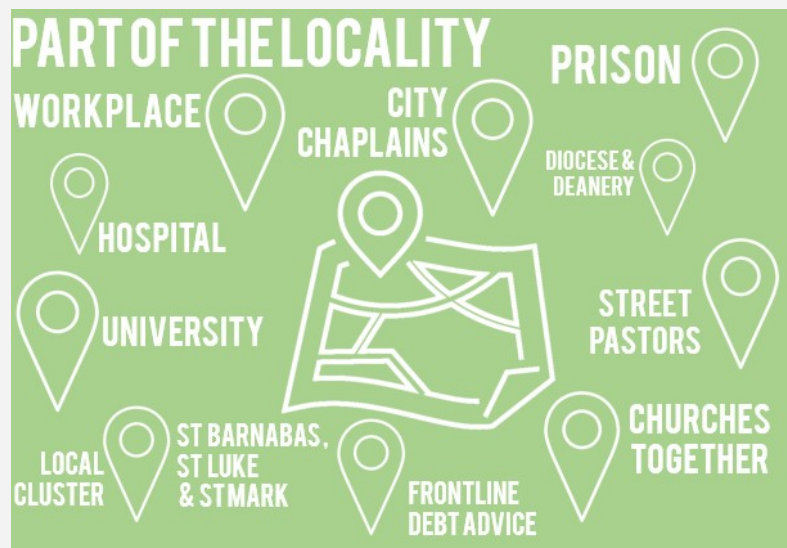 PART OF THE LOCALITY
PRISON
WORKPLACE
CITY
CHAPLAINS
DIOCESE &
DEANERY
HOSPITAL
UNIVERSITY
STREET
PASTORS
LOCAL
CLUSTER
ST BARNABAS,
ST LUKE
& ST MARK
FRONTLINE
DEBT ADVICE
CHURCHES
TOGETHER